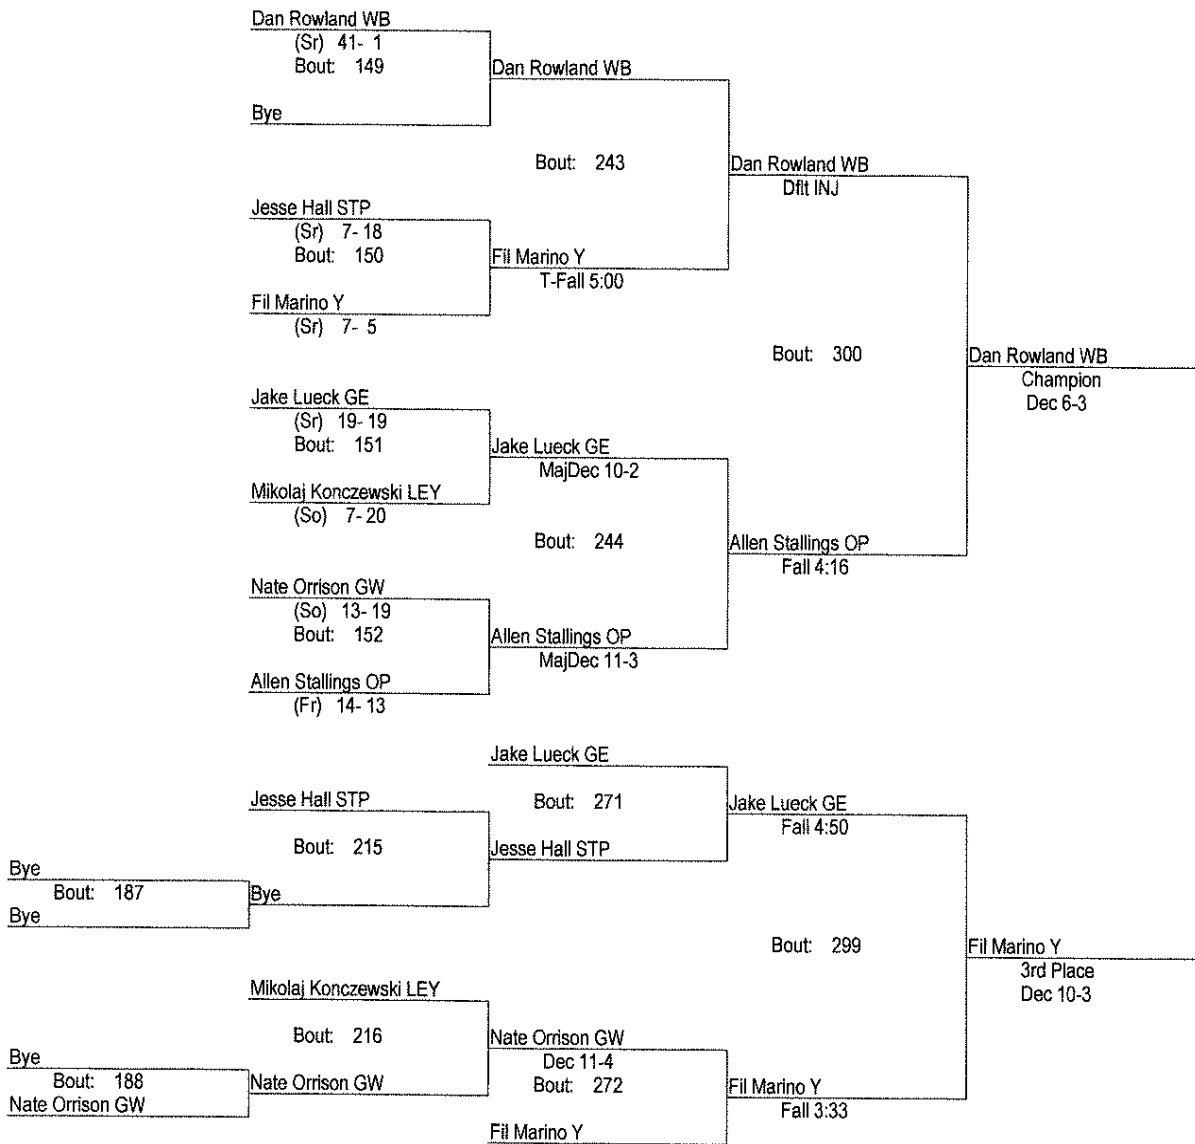 Dan Rowland WB
(Sr) 41- 1
Bout: 149
Dan Rowland WB
Bye
Bout: 243
Dan Rowland WB
Dflt INJ
Jesse Hall STP
(Sr) 7- 18
Bout: 150
Fil Marino Y
T-Fall 5:00
Fil Marino Y
(Sr) 7- 5
Bout: 300
Dan Rowland WB
Champion
Dec 6-3
Jake Lueck GE
(Sr) 19- 19
Bout: 151
Jake Lueck GE
MajDec 10-2
Mikolaj Konczewski LEY
(So) 7- 20
Bout: 244
Allen Stallings OP
Fall 4:16
Nate Orrison GW
(So) 13- 19
Bout: 152
Allen Stallings OP
MajDec 11-3
Allen Stallings OP
(Fr) 14- 13
Jake Lueck GE
Jesse Hall STP
Bout: 271
Jake Lueck GE
Fall 4:50
Bout: 215
Jesse Hall STP
Bye
Bout: 187
Bye
Bye
Bout: 299
Fil Marino Y
3rd Place
Dec 10-3
Mikolaj Konczewski LEY
Bout: 216
Nate Orrison GW
Dec 11-4
Bye
Bout: 188
Nate Orrison GW
Bout: 272
Fil Marino Y
Fall 3:33
Nate Orrison GW
Fil Marino Y